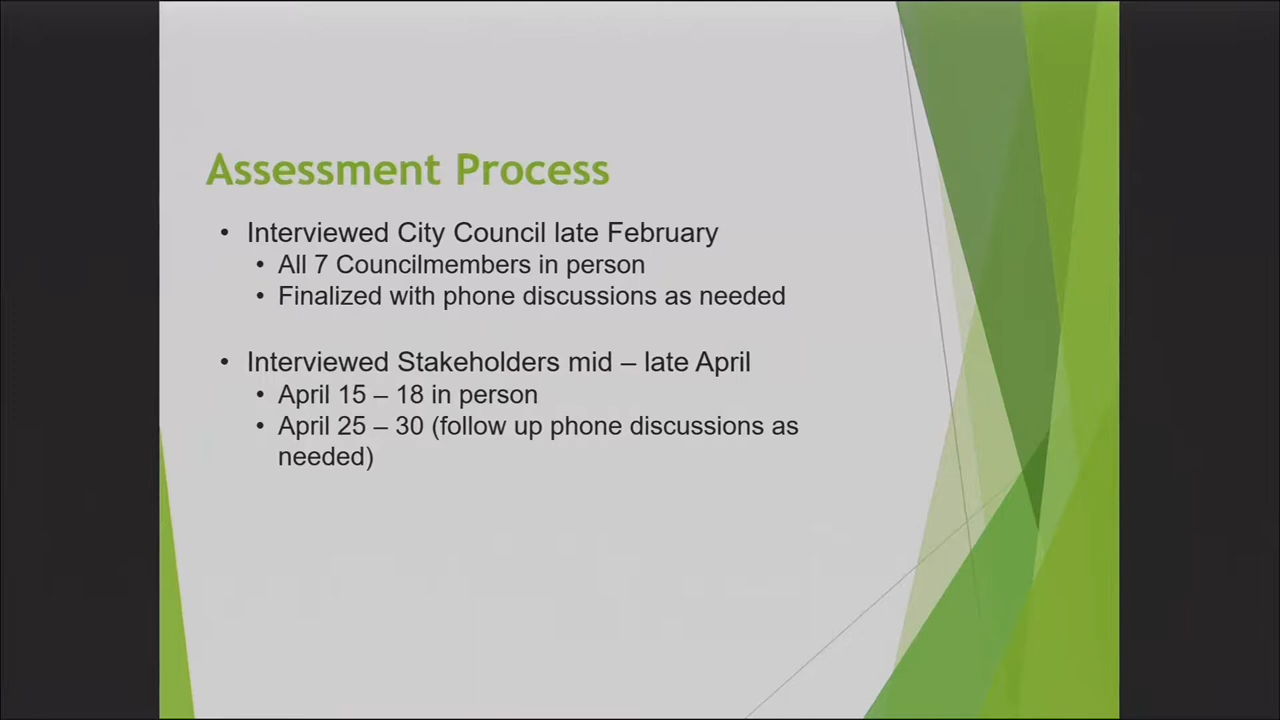 Assessment Process
• Interviewed City Council late February
• All 7 Councilmembers in person
• Finalized with phone discussions as needed
• Interviewed Stakeholders mid – late April
• April 15 – 18 in person
• April 25 – 30 (follow up phone discussions as
needed)